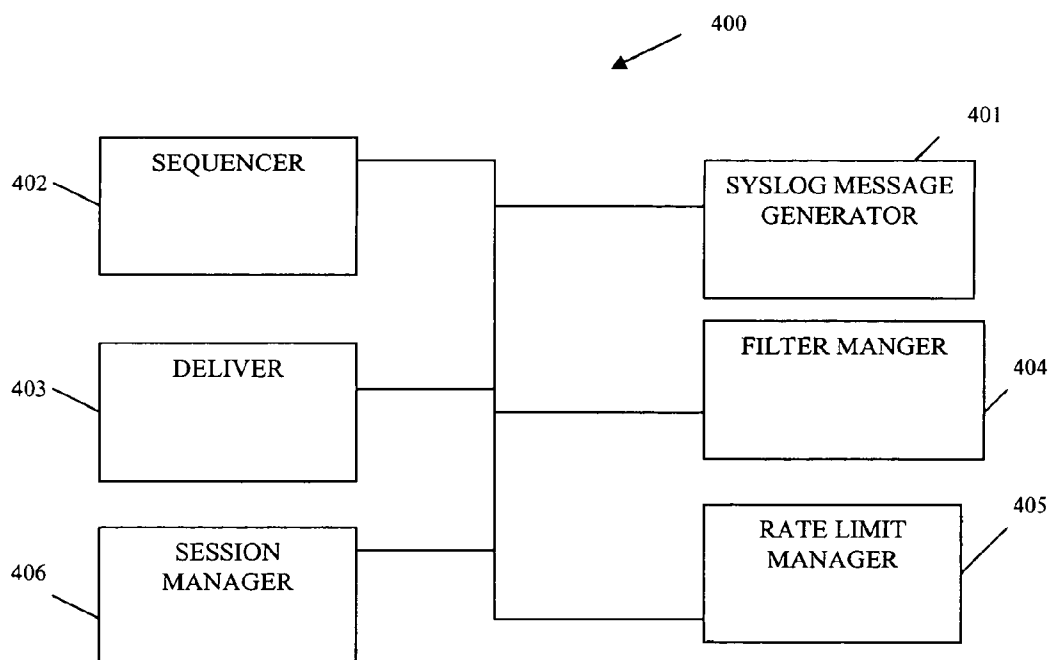 400
401
SEQUENCER
402
SYSLOG MESSAGE
GENERATOR
DELIVER
403
FILTER MANGER
404
SESSION
MANAGER
406
RATE LIMIT
MANAGER
405